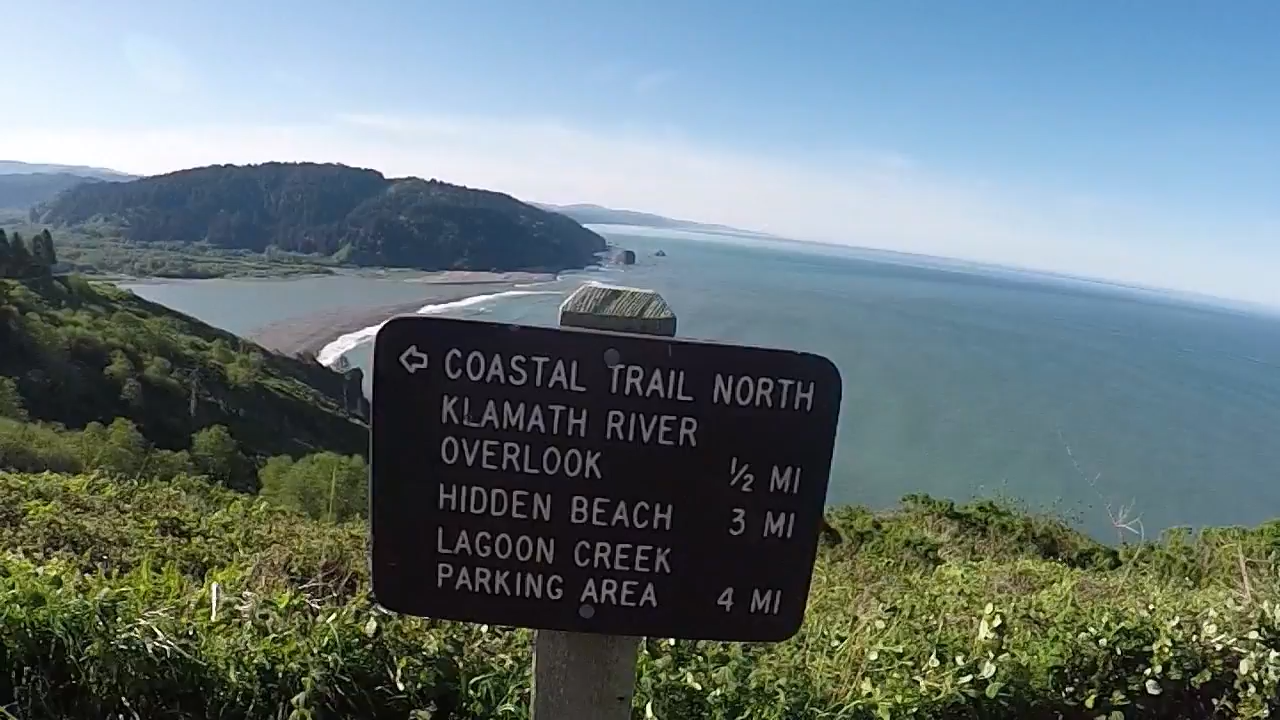 COASTAL TRAIL NORTH
KLAMATH RIVER
OVERLOOK ½ MI
HIDDEN BEACH 3 MI
LAGOON CREEK
PARKING AREA 4 MI